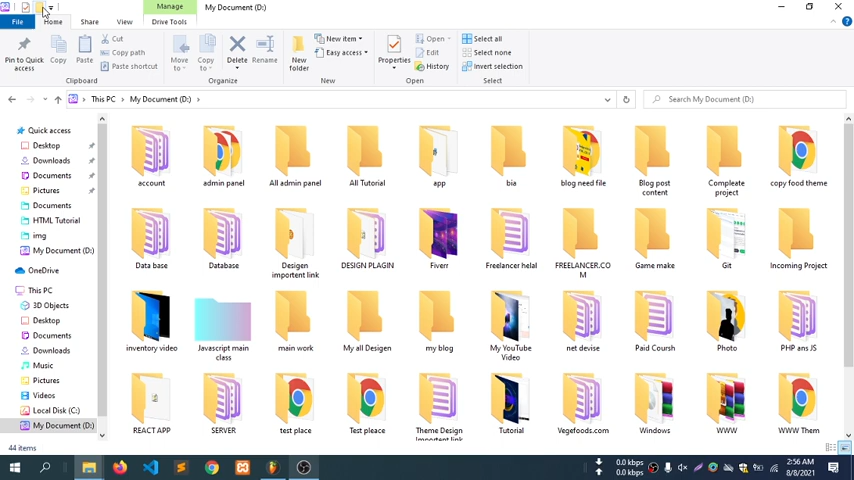 Manage
My Document (D:)
File
Home
Share
View
Drive Tools
Pin to Quick access
Copy
Paste
Cut
Copy path
Paste shortcut
Clipboard
Move to
Copy to
Delete
Rename
Organize
New folder
New item
Easy access
New
Properties
Open
Edit
History
Open
Select all
Select none
Invert selection
Select
This PC
My Document (D:)
Search My Document (D:)
Quick access
Desktop
Downloads
Documents
Pictures
Documents
HTML Tutorial
img
My Document (D:)
OneDrive
This PC
3D Objects
Desktop
Documents
Downloads
Music
Pictures
Videos
Local Disk (C:)
My Document (D:)
account
admin panel
All admin panel
All Tutorial
app
bia
blog need file
Blog post content
Compleate project
copy food theme
Data base
Database
Desigen importent link
DESIGN PLAGIN
Fiverr
Freelancer helal
FREELANCER.COM
Game make
Git
Incoming Project
inventory video
Javascript main class
main work
My all Desigen
my blog
My YouTube Video
net devise
Paid Coursh
Photo
PHP ans JS
REACT APP
SERVER
test place
Test pleace
Theme Design Importent link
Tutorial
Vegefoods.com
Windows
WWW
WWW Them
44 items
0.0 kbps
0.0 kbps
2:56 AM
8/8/2021